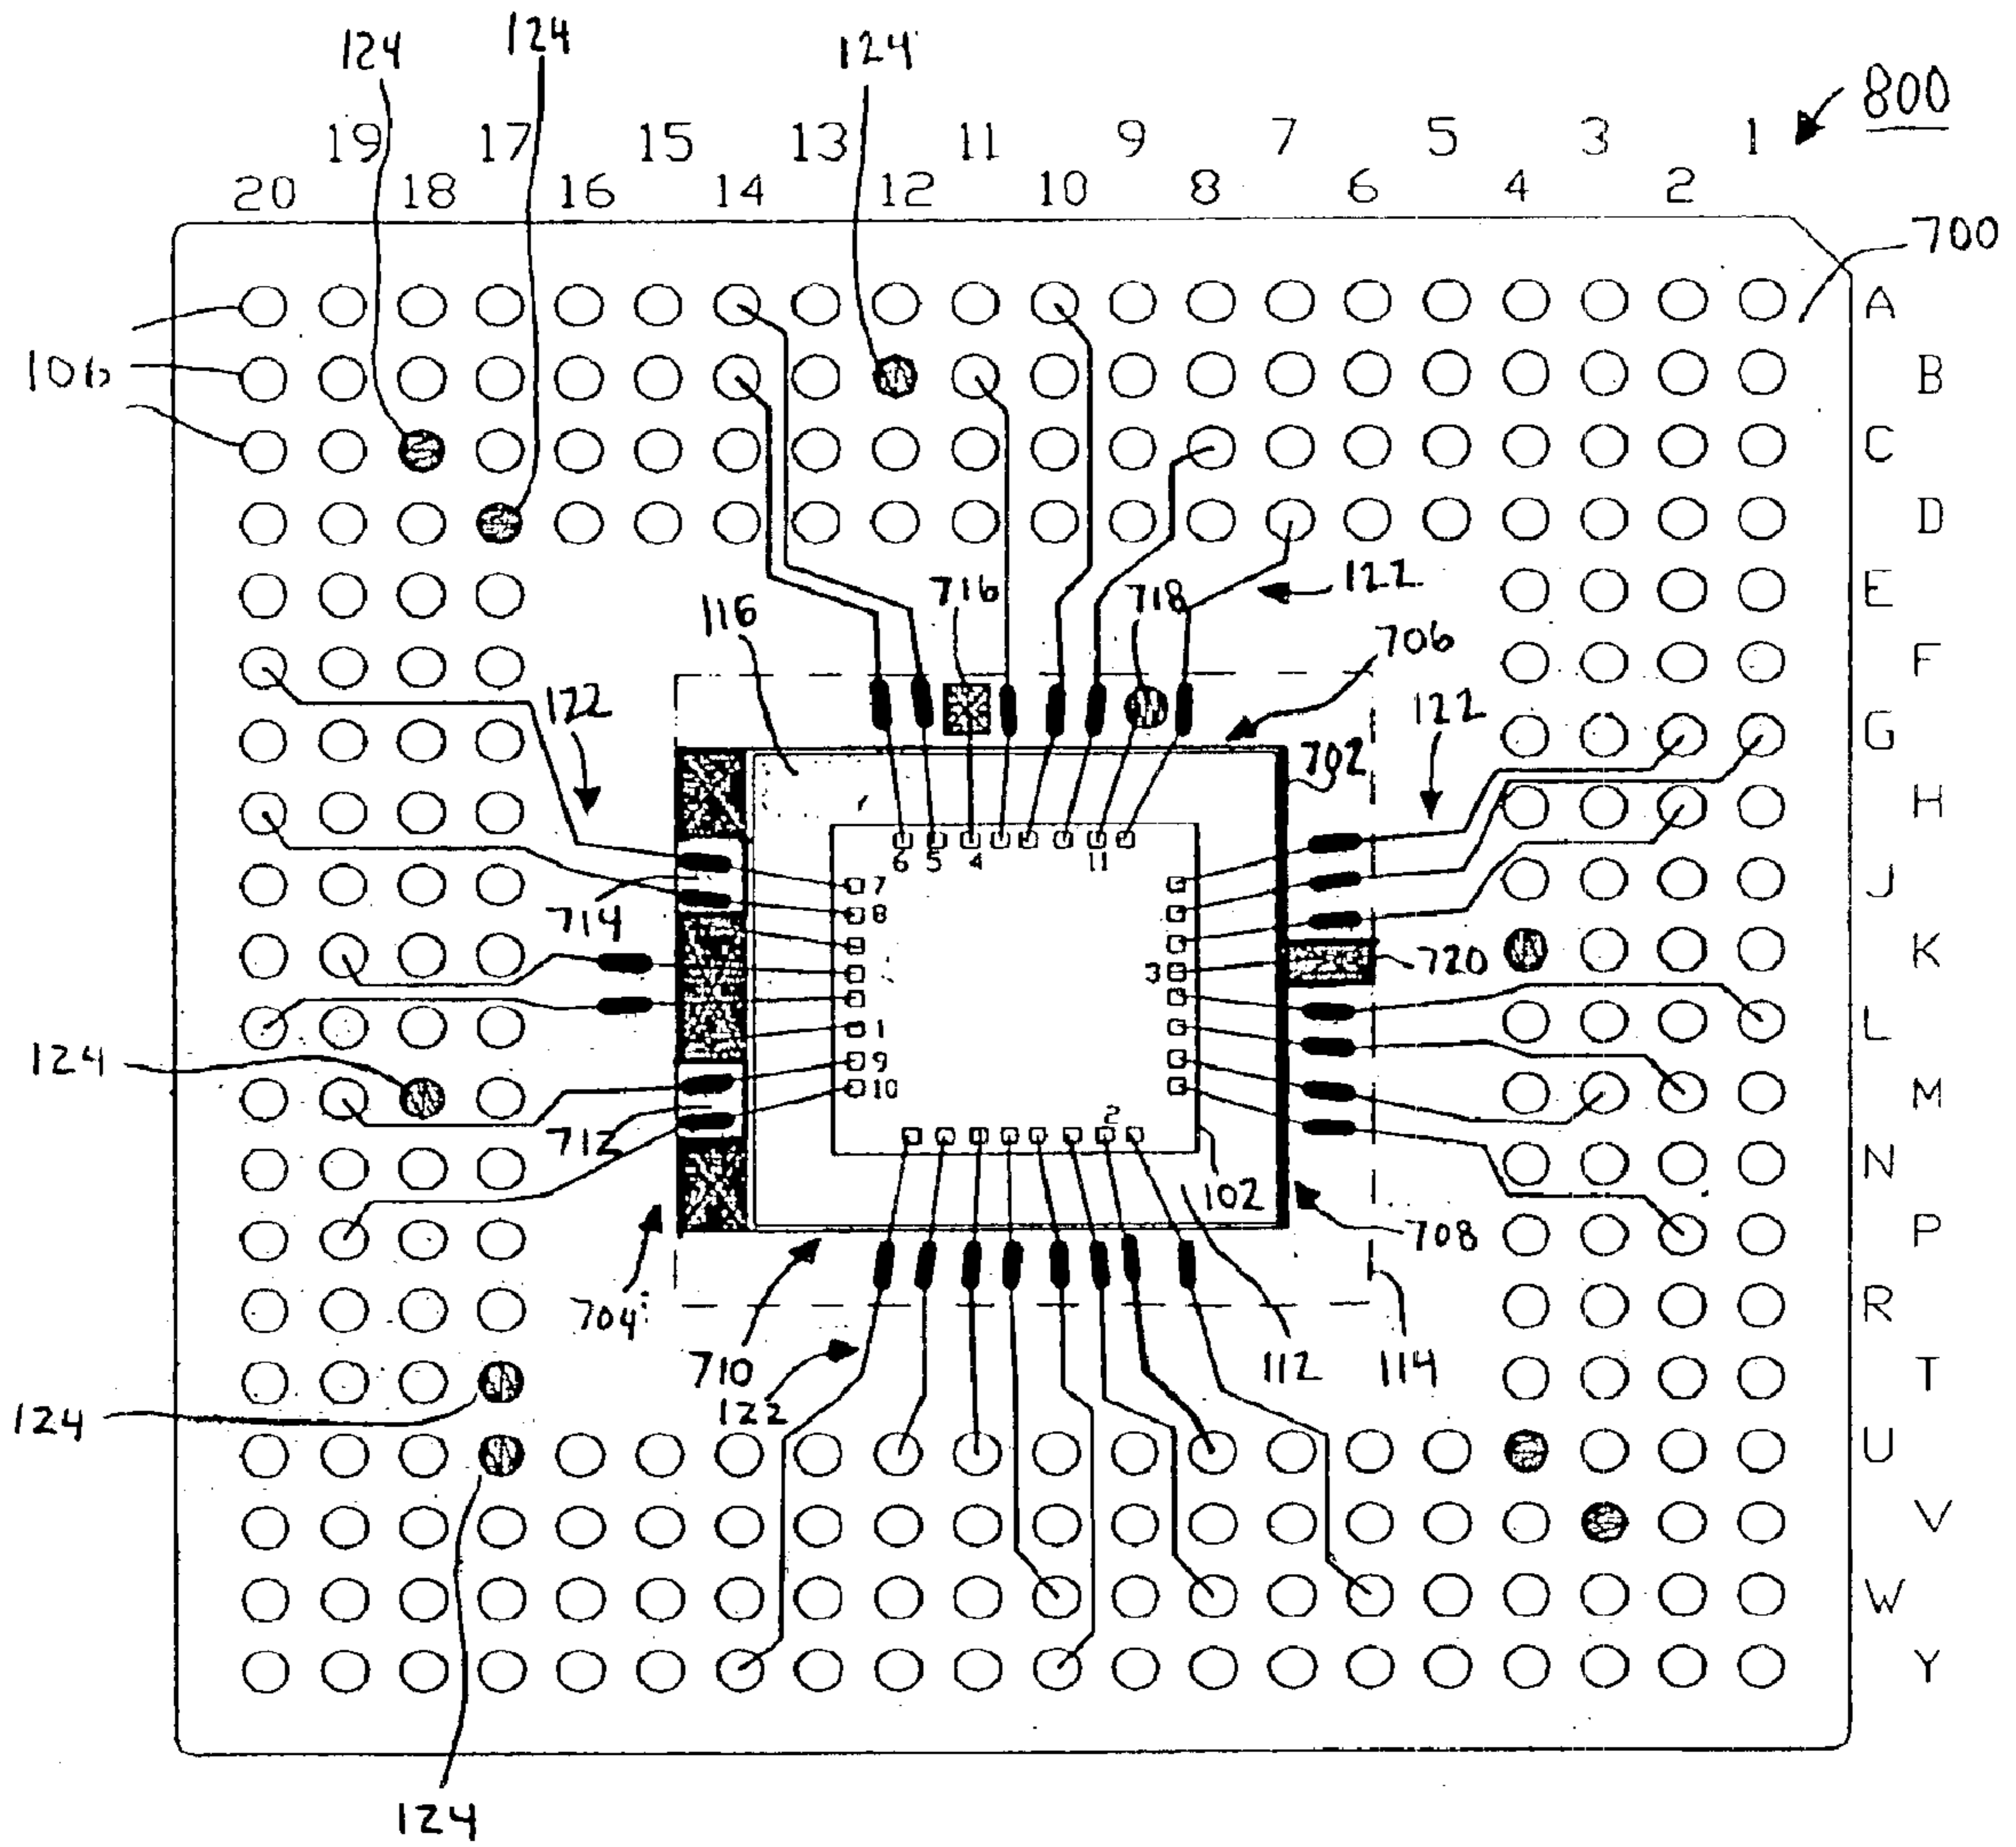 124 124 124
800
19 17 15 13 11 9 7 5 3 1
20 18 16 14 12 10 8 6 4 2
700
A
106
B
C
D
716 718 122
E
116
706
F
122 122
G
702
H
6 5 4 11
7
J
714
8
K
3
720
1
L
124
9
10
M
712
2
N
102
708
P
704
R
710 112 114
T
122
124
U
V
W
Y
124